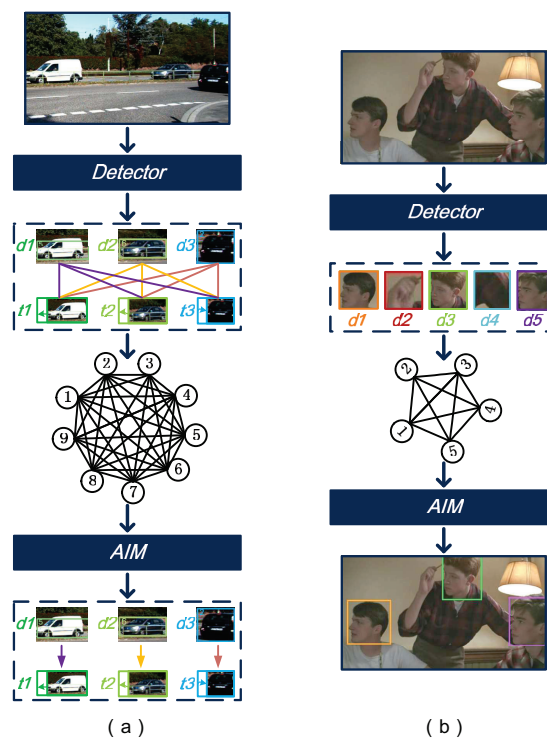 Detector
d1 d2 d3
t1 t2 t3
2 3
1 4
9 5
8 6
7
AIM
d1 d2 d3
t1 t2 t3
( a )
Detector
d1 d2 d3 d4 d5
2 3
4
1
5
AIM
( b )